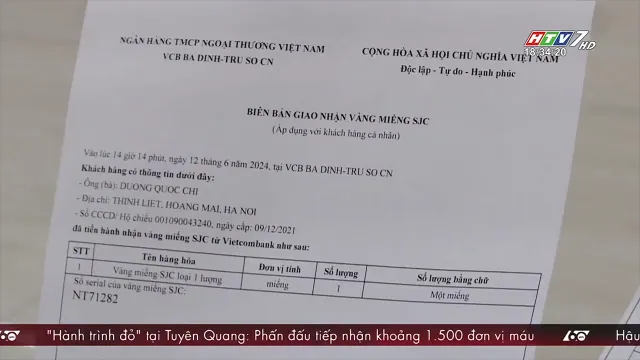 HTV7 HD
18:34:20
NGÂN HÀNG TMCP NGOẠI THƯƠNG VIỆT NAM
VCB BA DINH-TRU SO CN
CỘNG HÒA XÃ HỘI CHỦ NGHĨA VIỆT NAM
Độc lập - Tự do - Hạnh phúc
BIÊN BẢN GIAO NHẬN VÀNG MIẾNG SJC
(Áp dụng với khách hàng cá nhân)
Vào lúc 14 giờ 14 phút, ngày 12 tháng 6 năm 2024, tại VCB BA DINH-TRU SO CN
Khách hàng có thông tin dưới đây:
- Ông (bà): DUONG QUOC CHI
- Địa chỉ: THINH LIET, HOANG MAI, HA NOI
- Số CCCD/ Hộ chiếu 001090043240, cấp ngày: 09/12/2021
đã tiến hành nhận vàng miếng SJC từ Vietcombank như sau:
STT Tên hàng hóa Đơn vị tính Số lượng Số lượng bằng chữ
1 Vàng miếng SJC loại 1 lượng miếng 1 Một miếng
Số serial của vàng miếng SJC:
NT71282
60 "Hành trình đỏ" tại Tuyên Quang: Phấn đấu tiếp nhận khoảng 1.500 đơn vị máu 60 Hậu